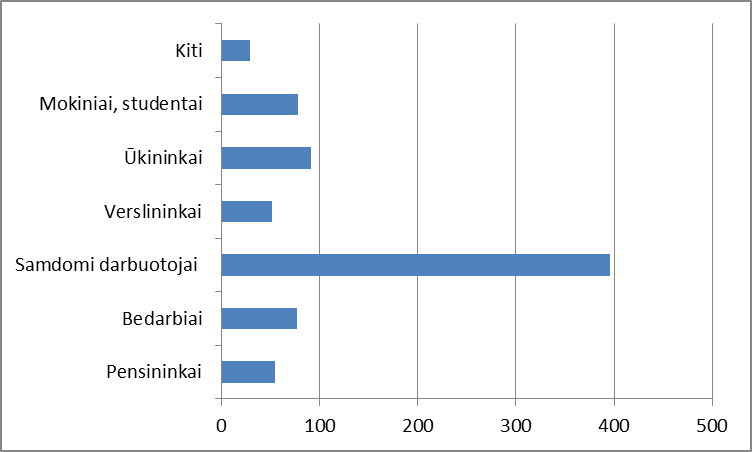 Kiti
Mokiniai, studentai
Ūkininkai
Verslininkai
Samdomi darbuotojai
Bedarbiai
Pensininkai
0 100 200 300 400 500